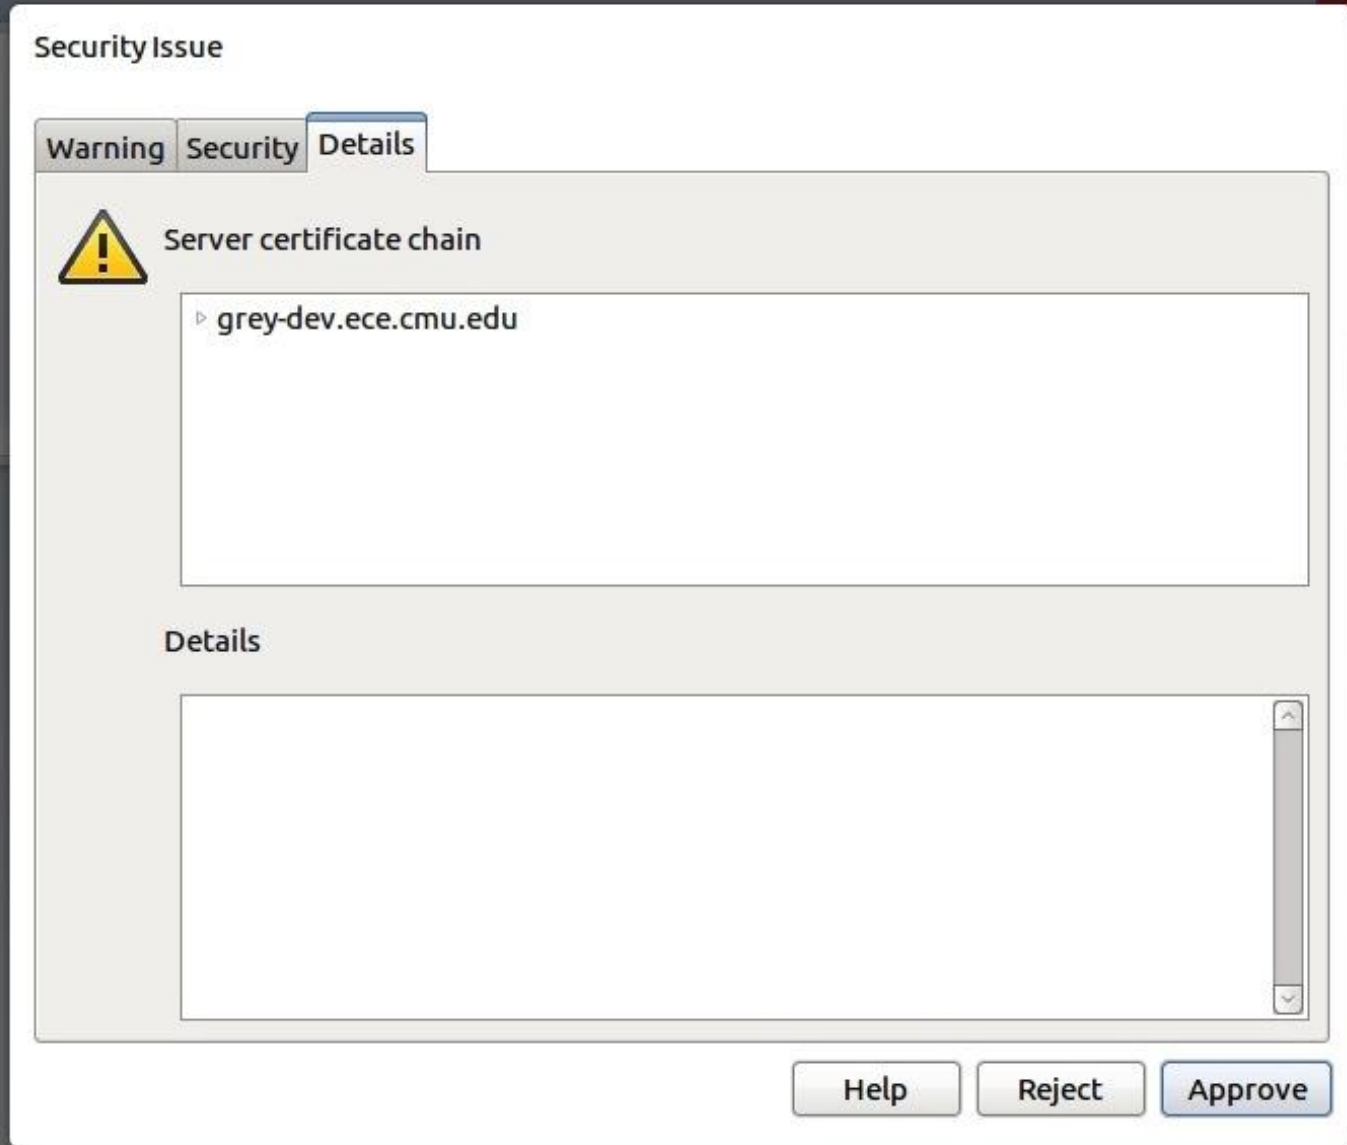 Security Issue
Warning Security Details
Server certificate chain
grey-dev.ece.cmu.edu
Details
Help Reject Approve